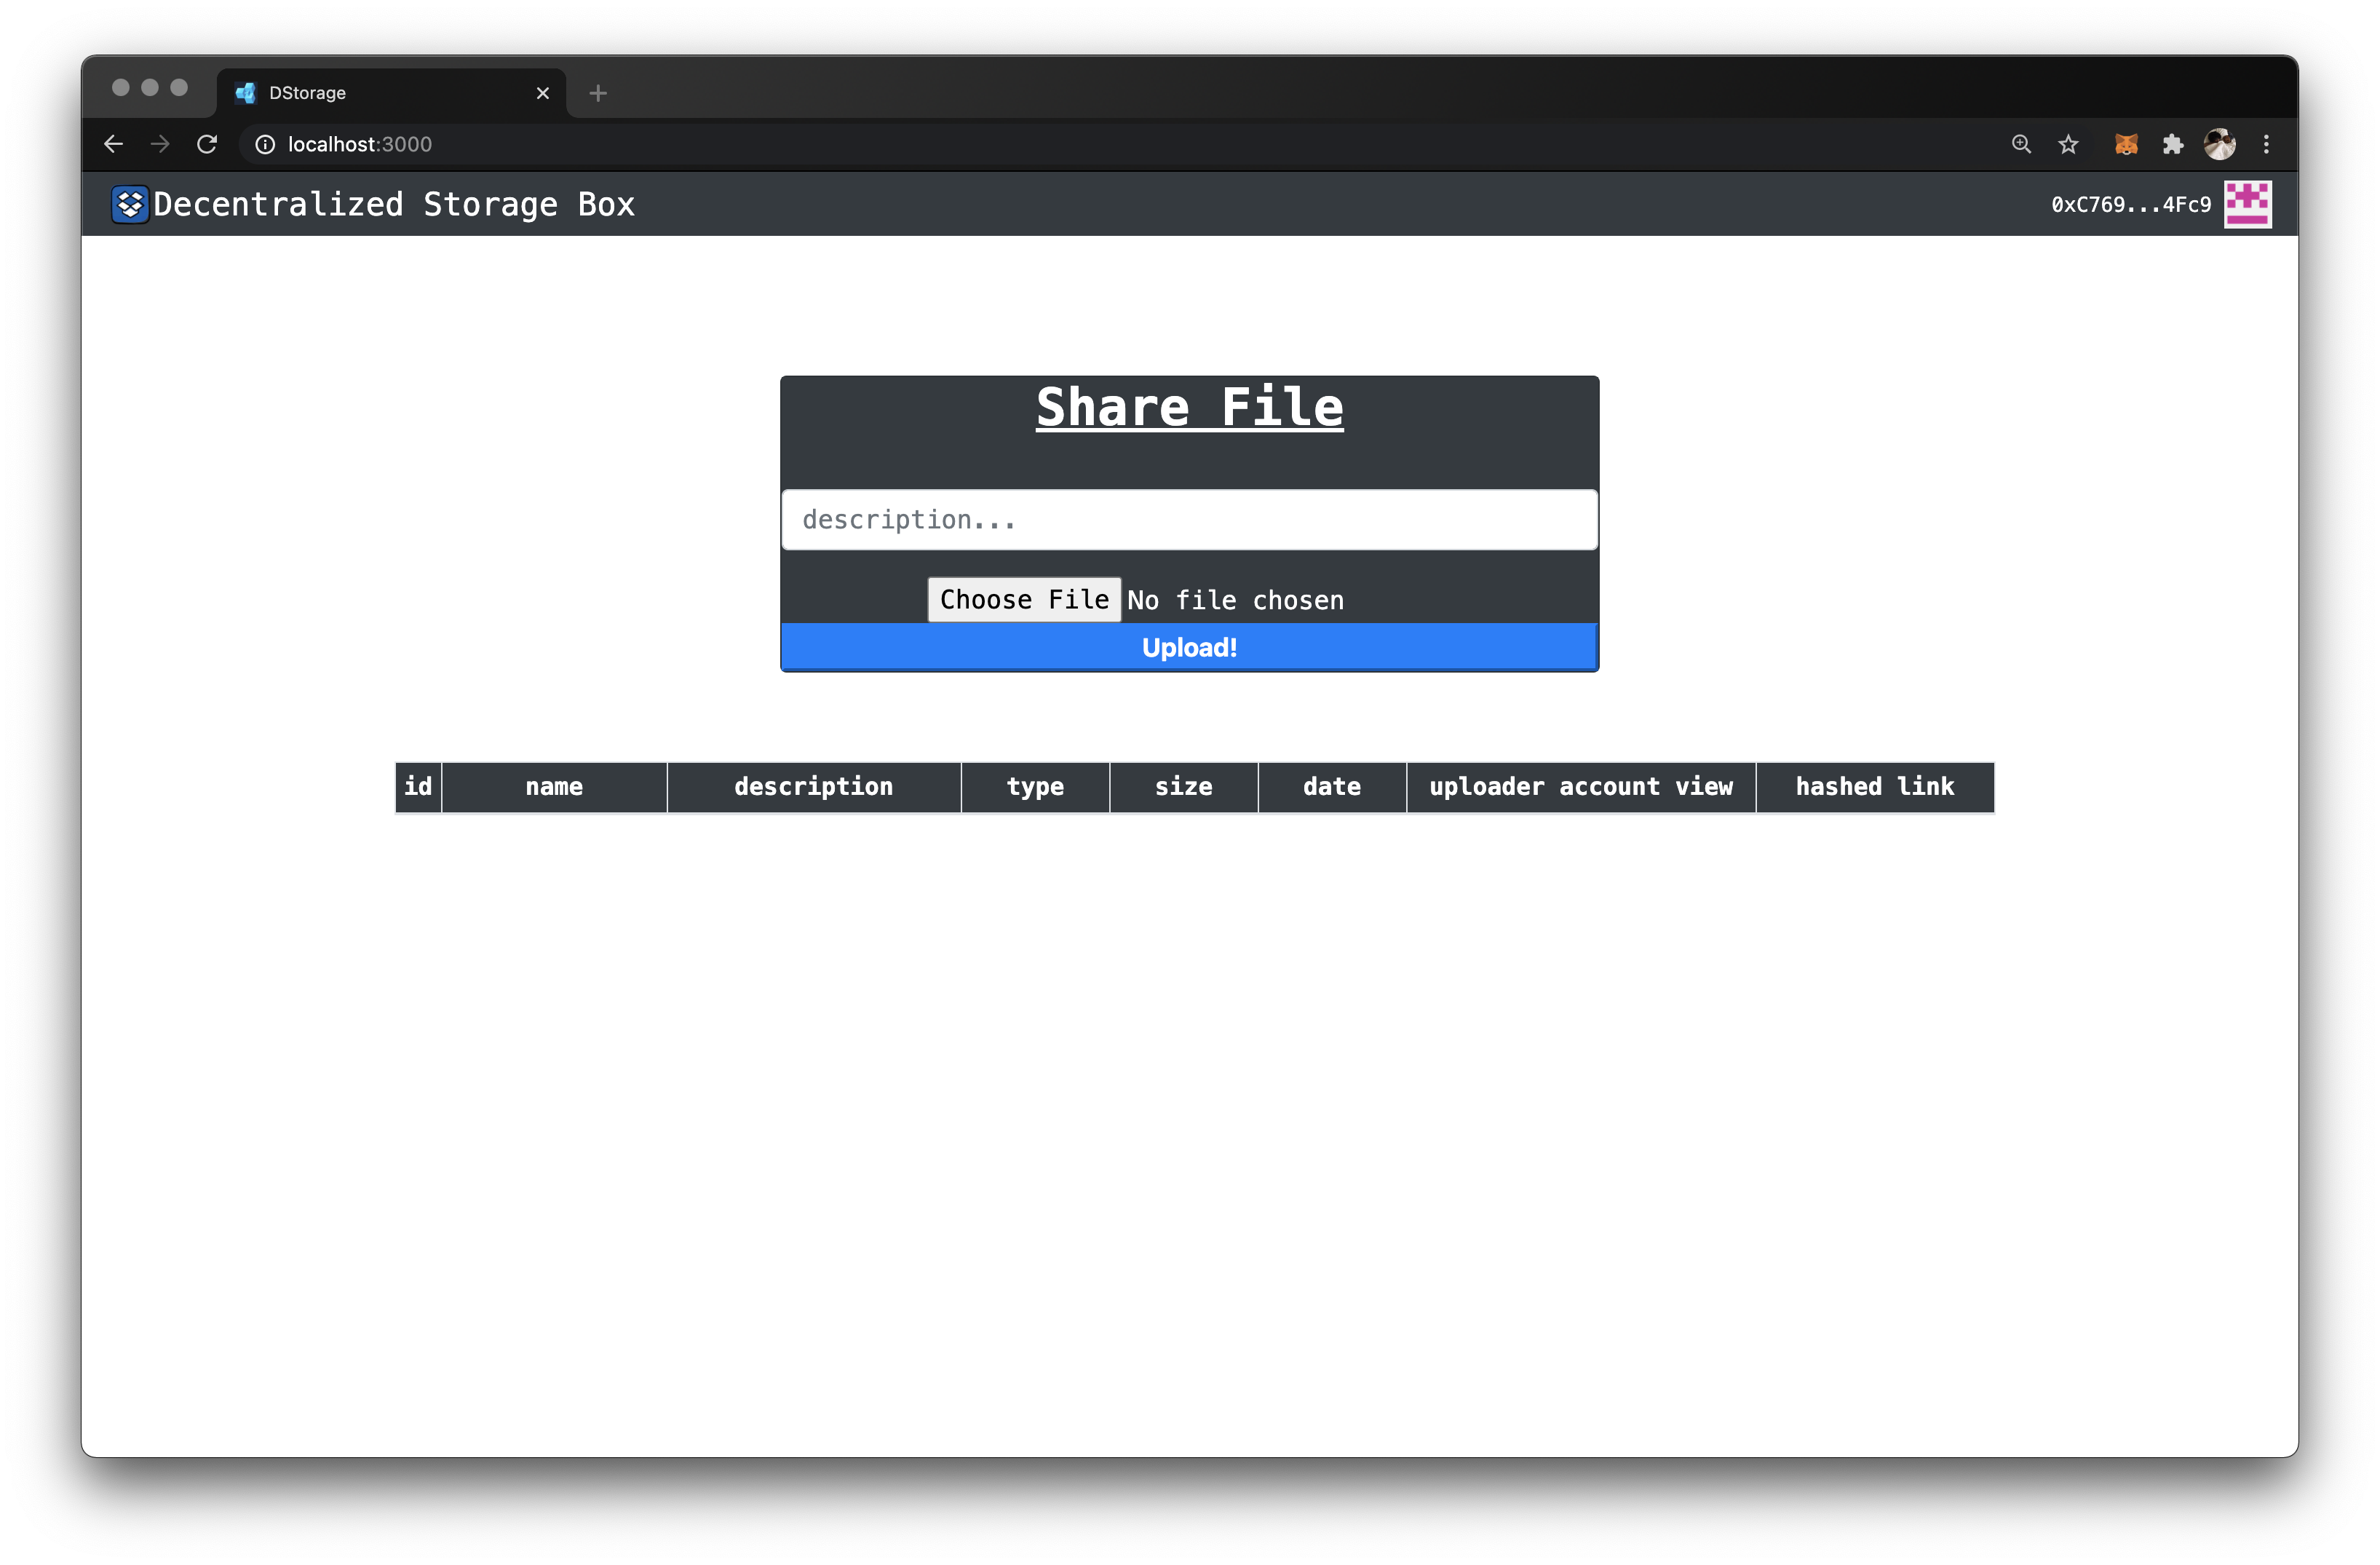 DStorage
localhost:3000
Decentralized Storage Box
0xC769...4Fc9
Share File
description...
Choose File No file chosen
Upload!
id name description type size date uploader account view hashed link